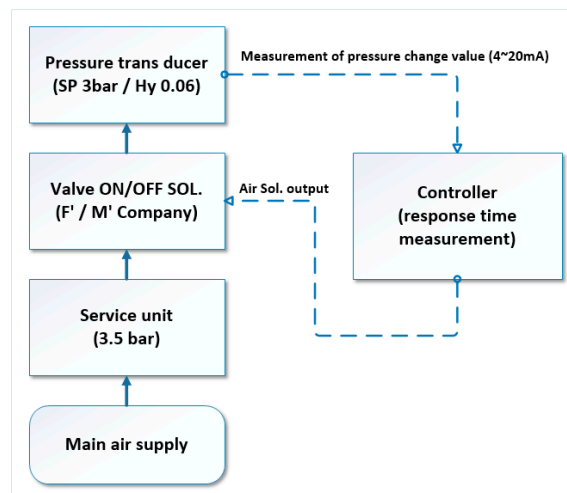 Pressure trans ducer
(SP 3bar / Hy 0.06)
Measurement of pressure change value (4~20mA)
Valve ON/OFF SOL.
(F' / M' Company)
Air Sol. output
Controller
(response time
measurement)
Service unit
(3.5 bar)
Main air supply